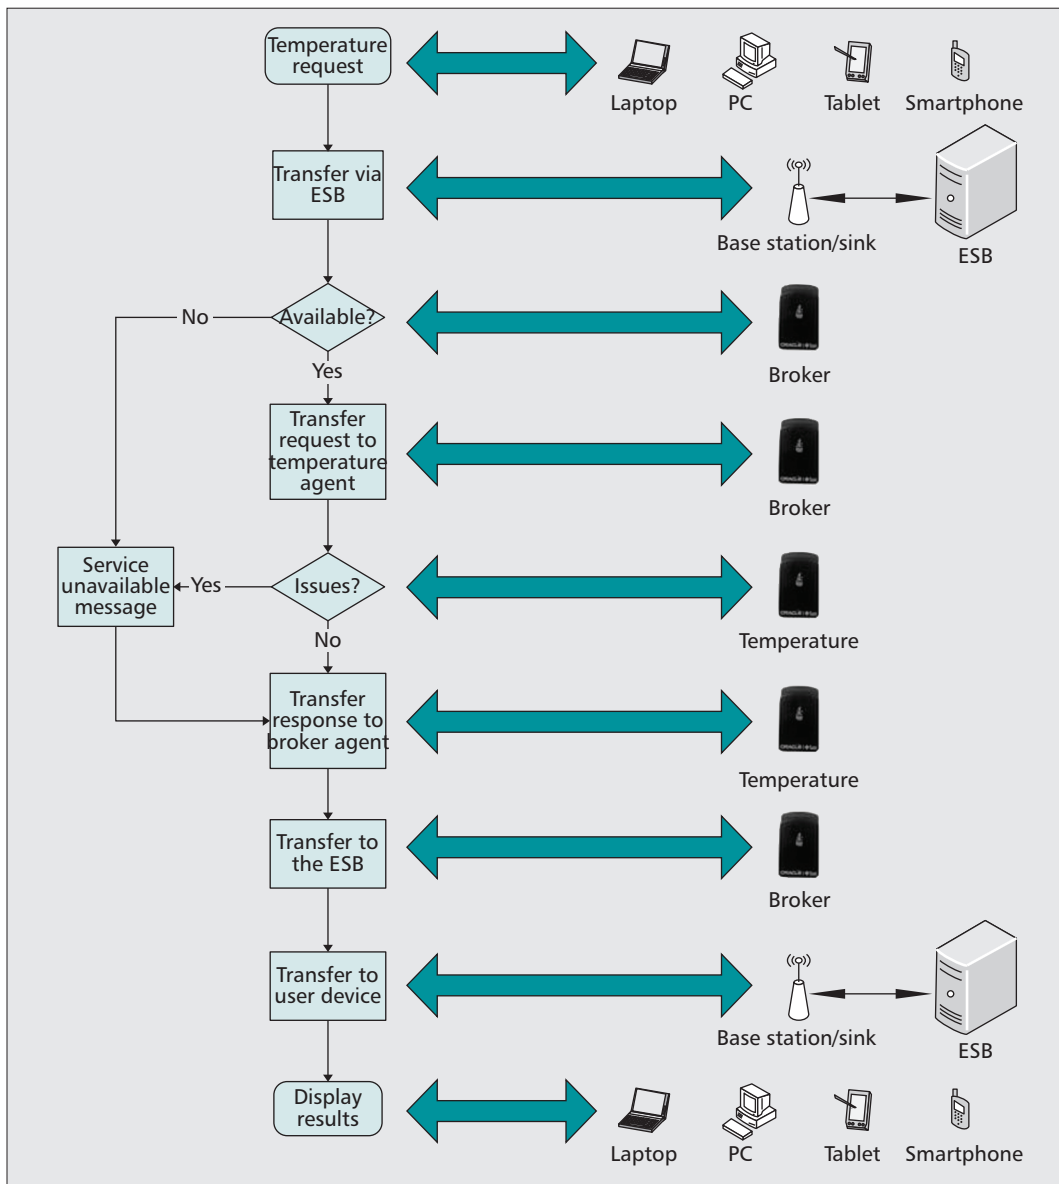 Temperature
request
Laptop
PC
Tablet
Smartphone
Transfer via
ESB
Base station/sink
ESB
Available?
No
Yes
Broker
Transfer
request to
temperature
agent
Broker
Service
unavailable
message
Yes
Issues?
No
Temperature
Transfer
response to
broker agent
Temperature
Transfer to
the ESB
Broker
Transfer to
user device
Base station/sink
ESB
Display
results
Laptop
PC
Tablet
Smartphone